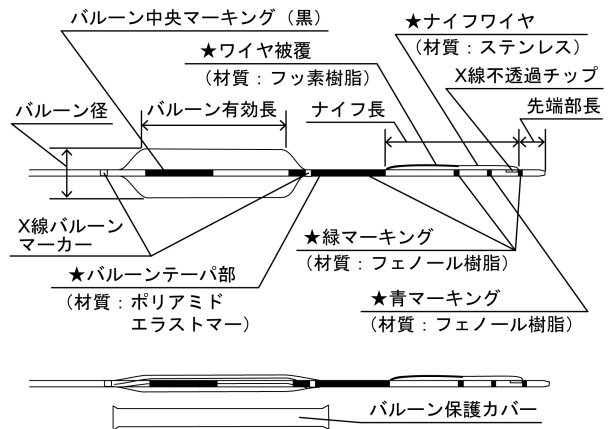 バルーン中央マーキング（黒）
★ナイフワイヤ
（材質：ステンレス）
★ワイヤ被覆
（材質：フッ素樹脂）
X線不透過チップ
バルーン径
バルーン有効長
ナイフ長
先端部長
X線バルーン
マーカー
★緑マーキング
（材質：フェノール樹脂）
★バルーンテーパ部
（材質：ポリアミド
エラストマー）
★青マーキング
（材質：フェノール樹脂）
バルーン保護カバー